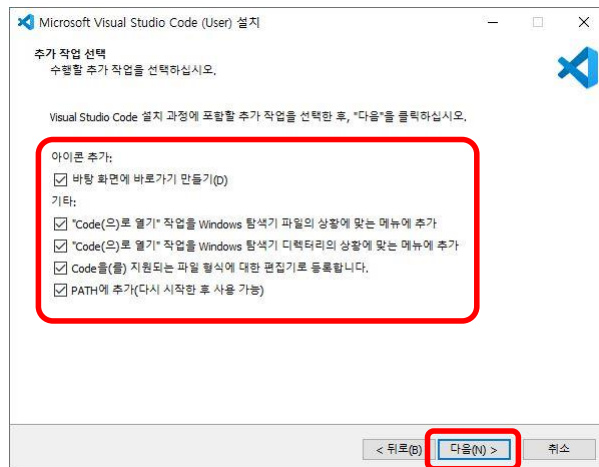 Microsoft Visual Studio Code (User) 설치
추가 작업 선택
수행할 추가 작업을 선택하십시오.
Visual Studio Code 설치 과정에 포함할 추가 작업을 선택한 후, "다음"을 클릭하십시오.
아이콘 추가:
바탕 화면에 바로가기 만들기(D)
기타:
"Code(으)로 열기" 작업을 Windows 탐색기 파일의 상황에 맞는 메뉴에 추가
"Code(으)로 열기" 작업을 Windows 탐색기 디렉터리의 상황에 맞는 메뉴에 추가
Code을(를) 지원되는 파일 형식에 대한 편집기로 등록합니다.
PATH에 추가(다시 시작한 후 사용 가능)
< 뒤로(B) 다음(N) > 취소